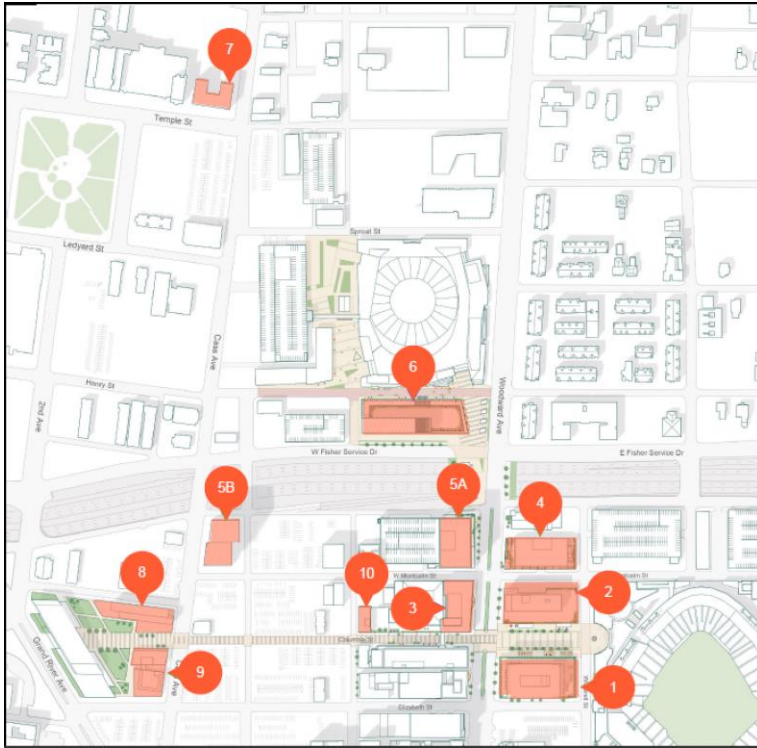 7
Temple St
Sproat St
Ledyard St
Cass Ave
Woodward Ave
6
Henry St
2nd Ave
W Fisher Service Dr
E Fisher Service Dr
5B
5A
4
W Montcalm St
8
10
3
2
Columbia St
Grand River Ave
9
Ave
1
Elizabeth St